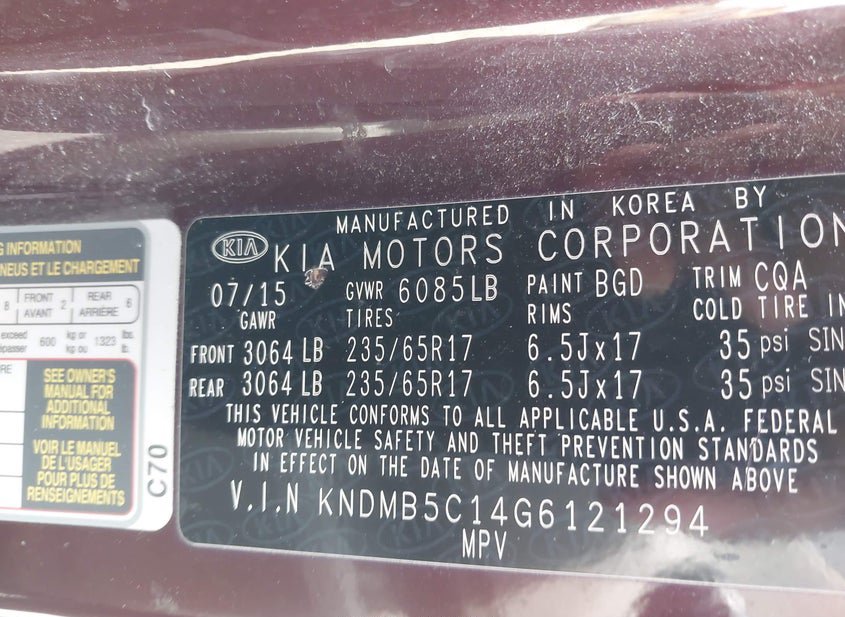 G INFORMATION
NEUS ET LE CHARGEMENT
8 FRONT AVANT 2 REAR ARRIÈRE 6
exceed
épasser 600 kg or kg ou 1323 lbs. lb.
SEE OWNER'S
MANUAL FOR
ADDITIONAL
INFORMATION
VOIR LE MANUEL
DE L'USAGER
POUR PLUS DE
RENSEIGNEMENTS
C70
MANUFACTURED IN KOREA BY
KIA KIA MOTORS CORPORATION
07/15 GVWR 6085LB PAINT BGD TRIM CQA
GAWR TIRES RIMS COLD TIRE IN
FRONT 3064 LB 235/65R17 6.5Jx17 35 psi SIN
REAR 3064 LB 235/65R17 6.5Jx17 35 psi SIN
THIS VEHICLE CONFORMS TO ALL APPLICABLE U.S.A. FEDERAL
MOTOR VEHICLE SAFETY AND THEFT PREVENTION STANDARDS
IN EFFECT ON THE DATE OF MANUFACTURE SHOWN ABOVE
V.I.N KNDMB5C14G6121294
MPV